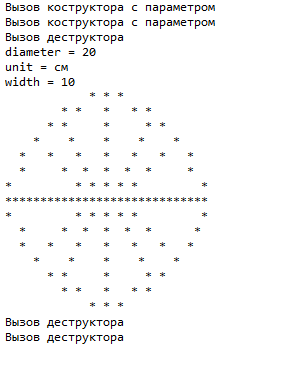 Вызов коструктора с параметром
Вызов коструктора с параметром
Вызов деструктора
diameter = 20
unit = см
width = 10
            * * *
        * *   *   * *
      * *     *     * *
    *    *    *    *    *
  *   *   *   *   *   *   *
  *     *  * * * *  *     *
*         * * * * *         *
*****************************
*         * * * * *         *
  *     *  * * * *  *      *
  *   *   *   *   *   *   *
    *    *    *    *    *
      * *     *     * *
        * *   *   * *
            * * *
Вызов деструктора
Вызов деструктора